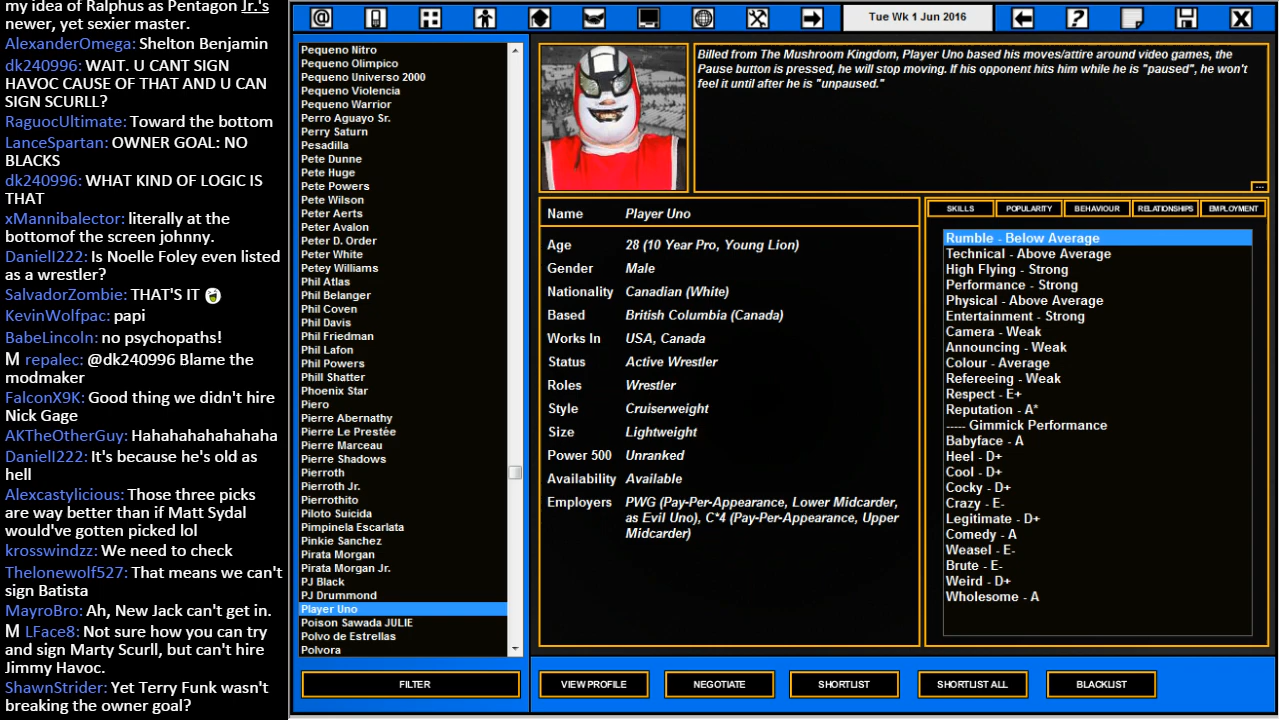 my idea of Ralphus as Pentagon Jr.'s
newer, yet sexier master.
AlexanderOmega: Shelton Benjamin
dk240996: WAIT. U CANT SIGN
HAVOC CAUSE OF THAT AND U CAN
SIGN SCURLL?
RaguocUltimate: Toward the bottom
LanceSpartan: OWNER GOAL: NO
BLACKS
dk240996: WHAT KIND OF LOGIC IS
THAT
xMannibalector: literally at the
bottomof the screen johnny.
Daniell222: Is Noelle Foley even listed
as a wrestler?
SalvadorZombie: THAT'S IT
KevinWolfpac: papi
BabeLincoln: no psychopaths!
M repalec: @dk240996 Blame the
modmaker
FalconX9K: Good thing we didn't hire
Nick Gage
AKTheOtherGuy: Hahahahahahahaha
Daniell222: It's because he's old as
hell
Alexcastylicious: Those three picks
are way better than if Matt Sydal
would've gotten picked lol
krosswindzz: We need to check
Thelonewolf527: That means we can't
sign Batista
MayroBro: Ah, New Jack can't get in.
M LFace8: Not sure how you can try
and sign Marty Scurll, but can't hire
Jimmy Havoc.
ShawnStrider: Yet Terry Funk wasn't
breaking the owner goal?
Tue Wk 1 Jun 2016
Pequeno Nitro
Pequeno Olimpico
Pequeno Universo 2000
Pequeno Violencia
Pequeno Warrior
Perro Aguayo Sr.
Perry Saturn
Pesadilla
Pete Dunne
Pete Huge
Pete Powers
Pete Wilson
Peter Aerts
Peter Avalon
Peter D. Order
Peter White
Petey Williams
Phil Atlas
Phil Belanger
Phil Coven
Phil Davis
Phil Friedman
Phil Lafon
Phil Powers
Phill Shatter
Phoenix Star
Piero
Pierre Abernathy
Pierre Le Prestée
Pierre Marceau
Pierre Shadows
Pierroth
Pierroth Jr.
Pierrothito
Piloto Suicida
Pimpinela Escarlata
Pinkie Sanchez
Pirata Morgan
Pirata Morgan Jr.
PJ Black
PJ Drummond
Player Uno
Poison Sawada JULIE
Polvo de Estrellas
Polvora
FILTER
Billed from The Mushroom Kingdom, Player Uno based his moves/attire around video games, the
Pause button is pressed, he will stop moving. If his opponent hits him while he is "paused", he won't
feel it until after he is "unpaused."
...
Name Player Uno
Age 28 (10 Year Pro, Young Lion)
Gender Male
Nationality Canadian (White)
Based British Columbia (Canada)
Works In USA, Canada
Status Active Wrestler
Roles Wrestler
Style Cruiserweight
Size Lightweight
Power 500 Unranked
Availability Available
Employers PWG (Pay-Per-Appearance, Lower Midcarder,
as Evil Uno), C*4 (Pay-Per-Appearance, Upper
Midcarder)
SKILLS POPULARITY BEHAVIOUR RELATIONSHIPS EMPLOYMENT
Rumble - Below Average
Technical - Above Average
High Flying - Strong
Performance - Strong
Physical - Above Average
Entertainment - Strong
Camera - Weak
Announcing - Weak
Colour - Average
Refereeing - Weak
Respect - E+
Reputation - A*
----- Gimmick Performance
Babyface - A
Heel - D+
Cool - D+
Cocky - D+
Crazy - E-
Legitimate - D+
Comedy - A
Weasel - E-
Brute - E-
Weird - D+
Wholesome - A
VIEW PROFILE NEGOTIATE SHORTLIST SHORTLIST ALL BLACKLIST